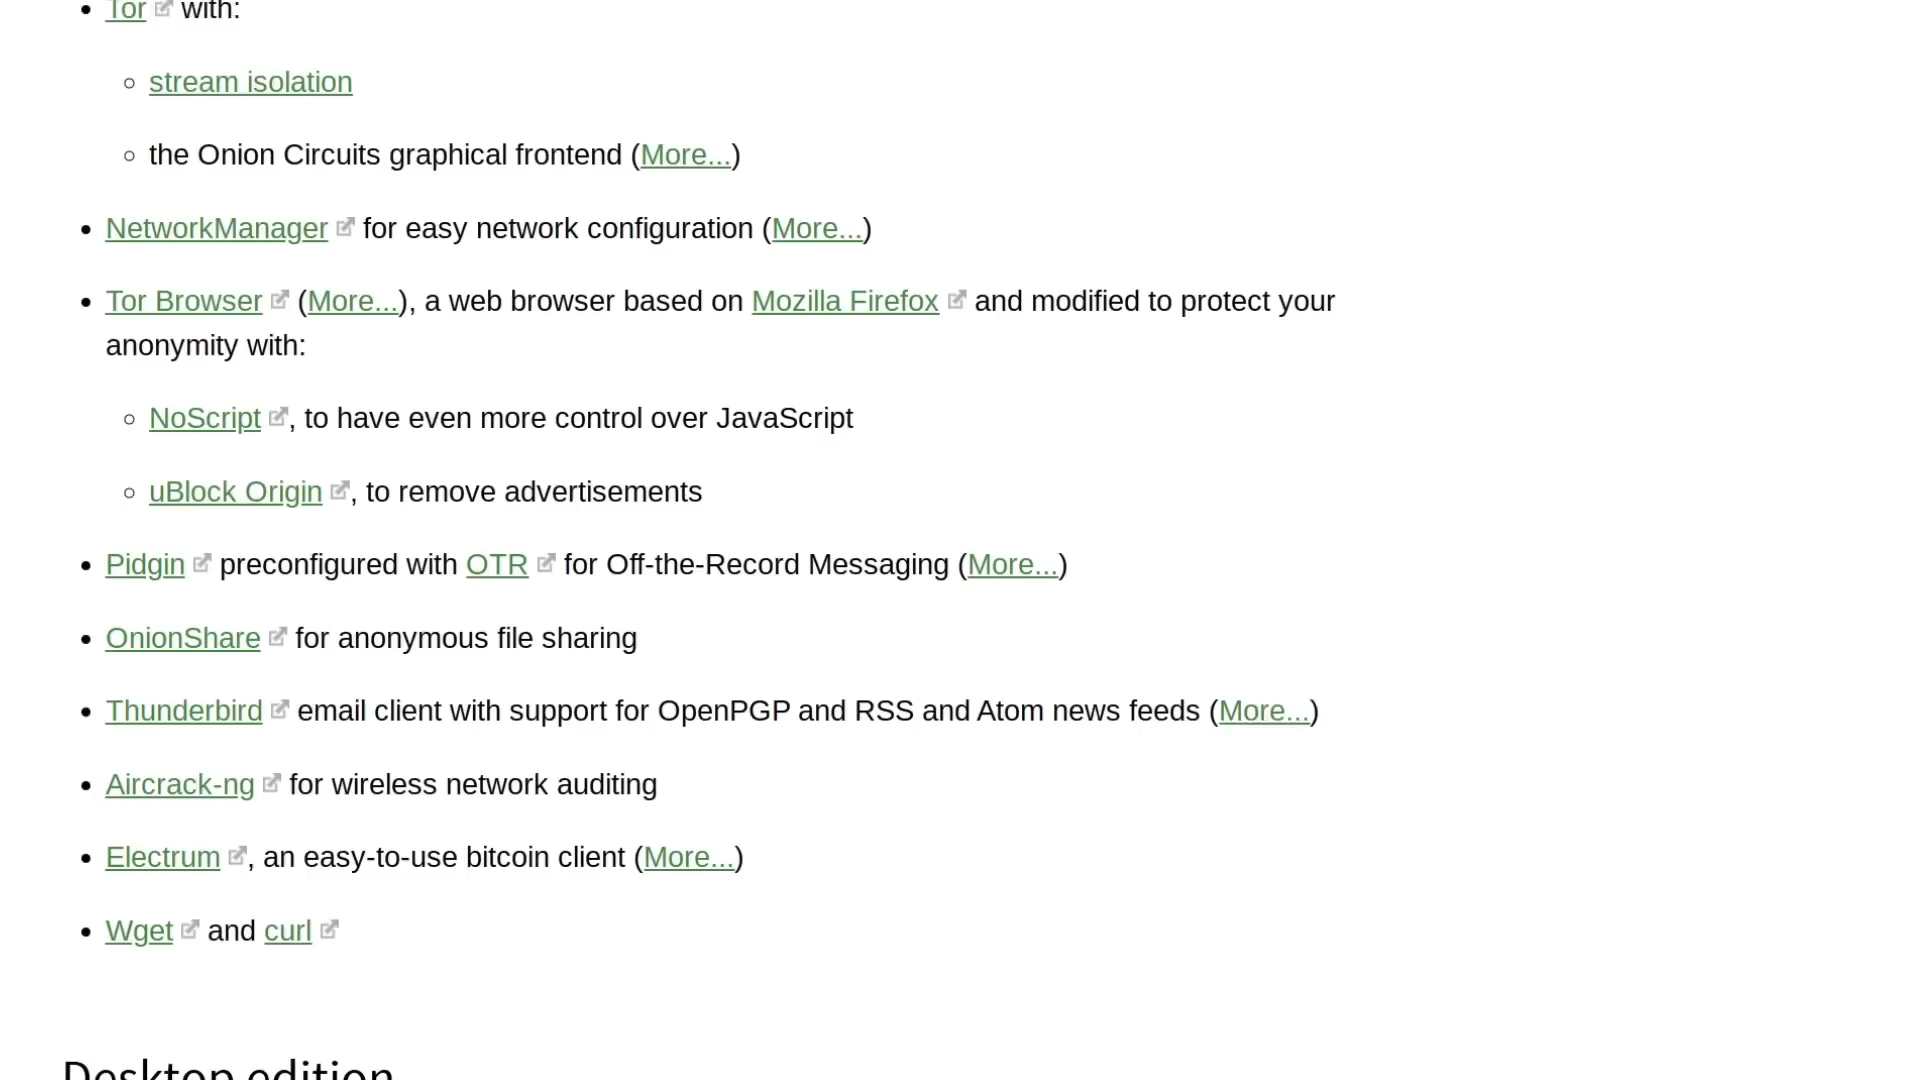 Tor with:
stream isolation
the Onion Circuits graphical frontend (More...)
NetworkManager for easy network configuration (More...)
Tor Browser (More...), a web browser based on Mozilla Firefox and modified to protect your
anonymity with:
NoScript, to have even more control over JavaScript
uBlock Origin, to remove advertisements
Pidgin preconfigured with OTR for Off-the-Record Messaging (More...)
OnionShare for anonymous file sharing
Thunderbird email client with support for OpenPGP and RSS and Atom news feeds (More...)
Aircrack-ng for wireless network auditing
Electrum, an easy-to-use bitcoin client (More...)
Wget and curl
Desktop edition